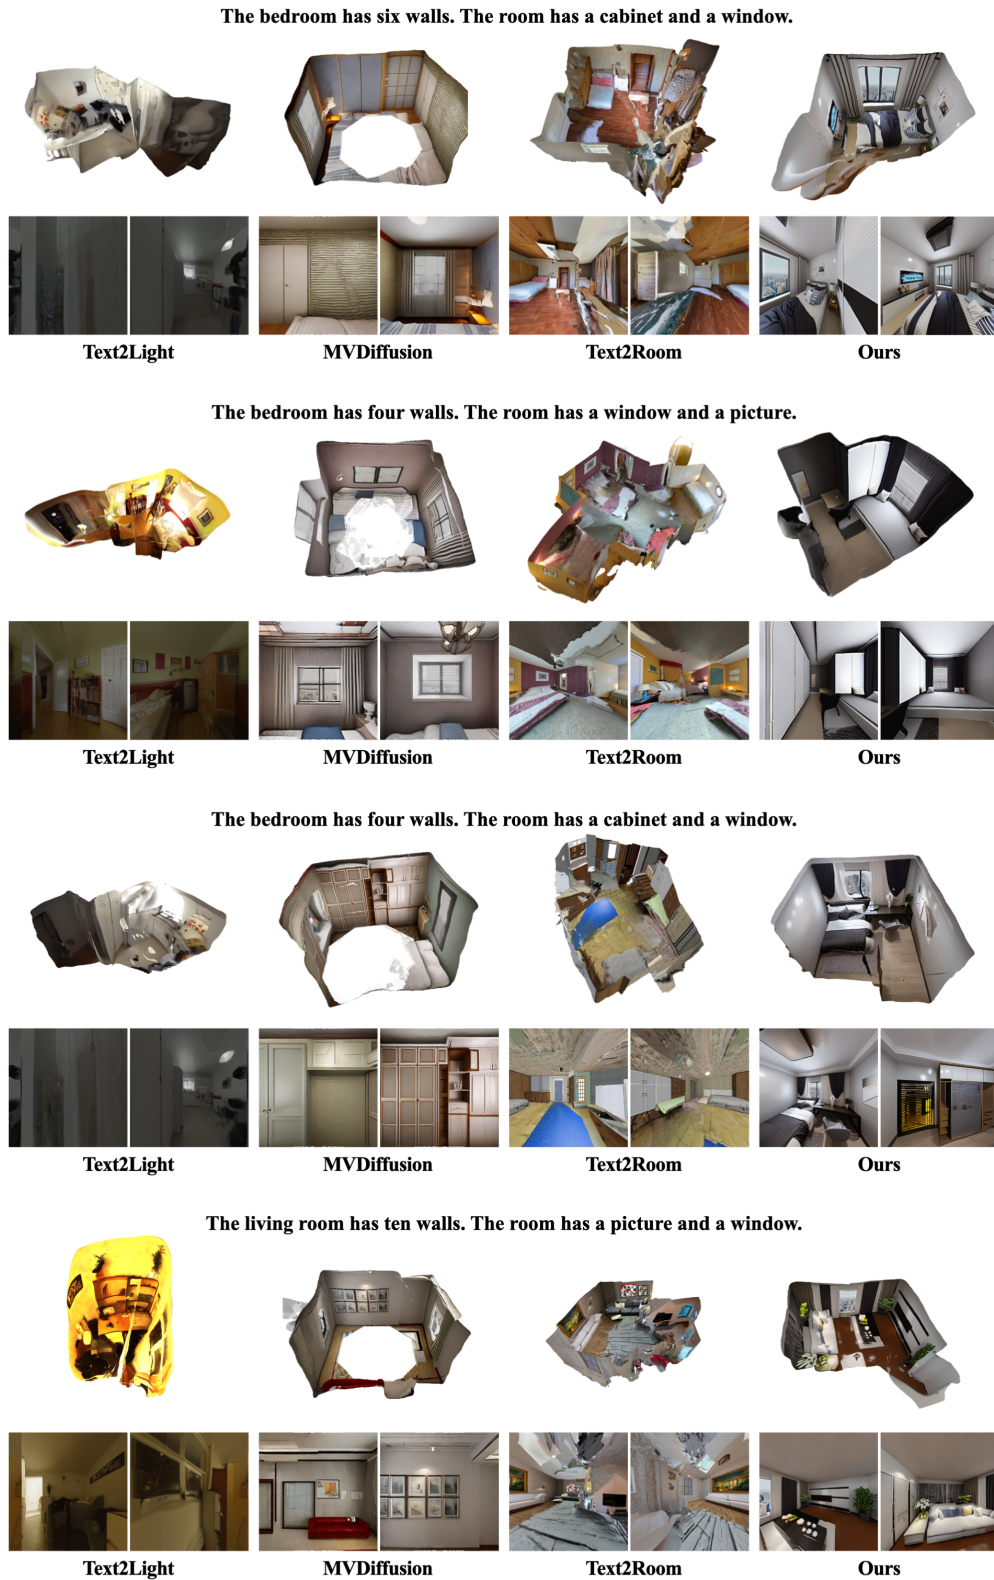 The bedroom has six walls. The room has a cabinet and a window.
Text2Light
MVDiffusion
Text2Room
Ours
The bedroom has four walls. The room has a window and a picture.
Text2Light
MVDiffusion
Text2Room
Ours
The bedroom has four walls. The room has a cabinet and a window.
Text2Light
MVDiffusion
Text2Room
Ours
The living room has ten walls. The room has a picture and a window.
Text2Light
MVDiffusion
Text2Room
Ours